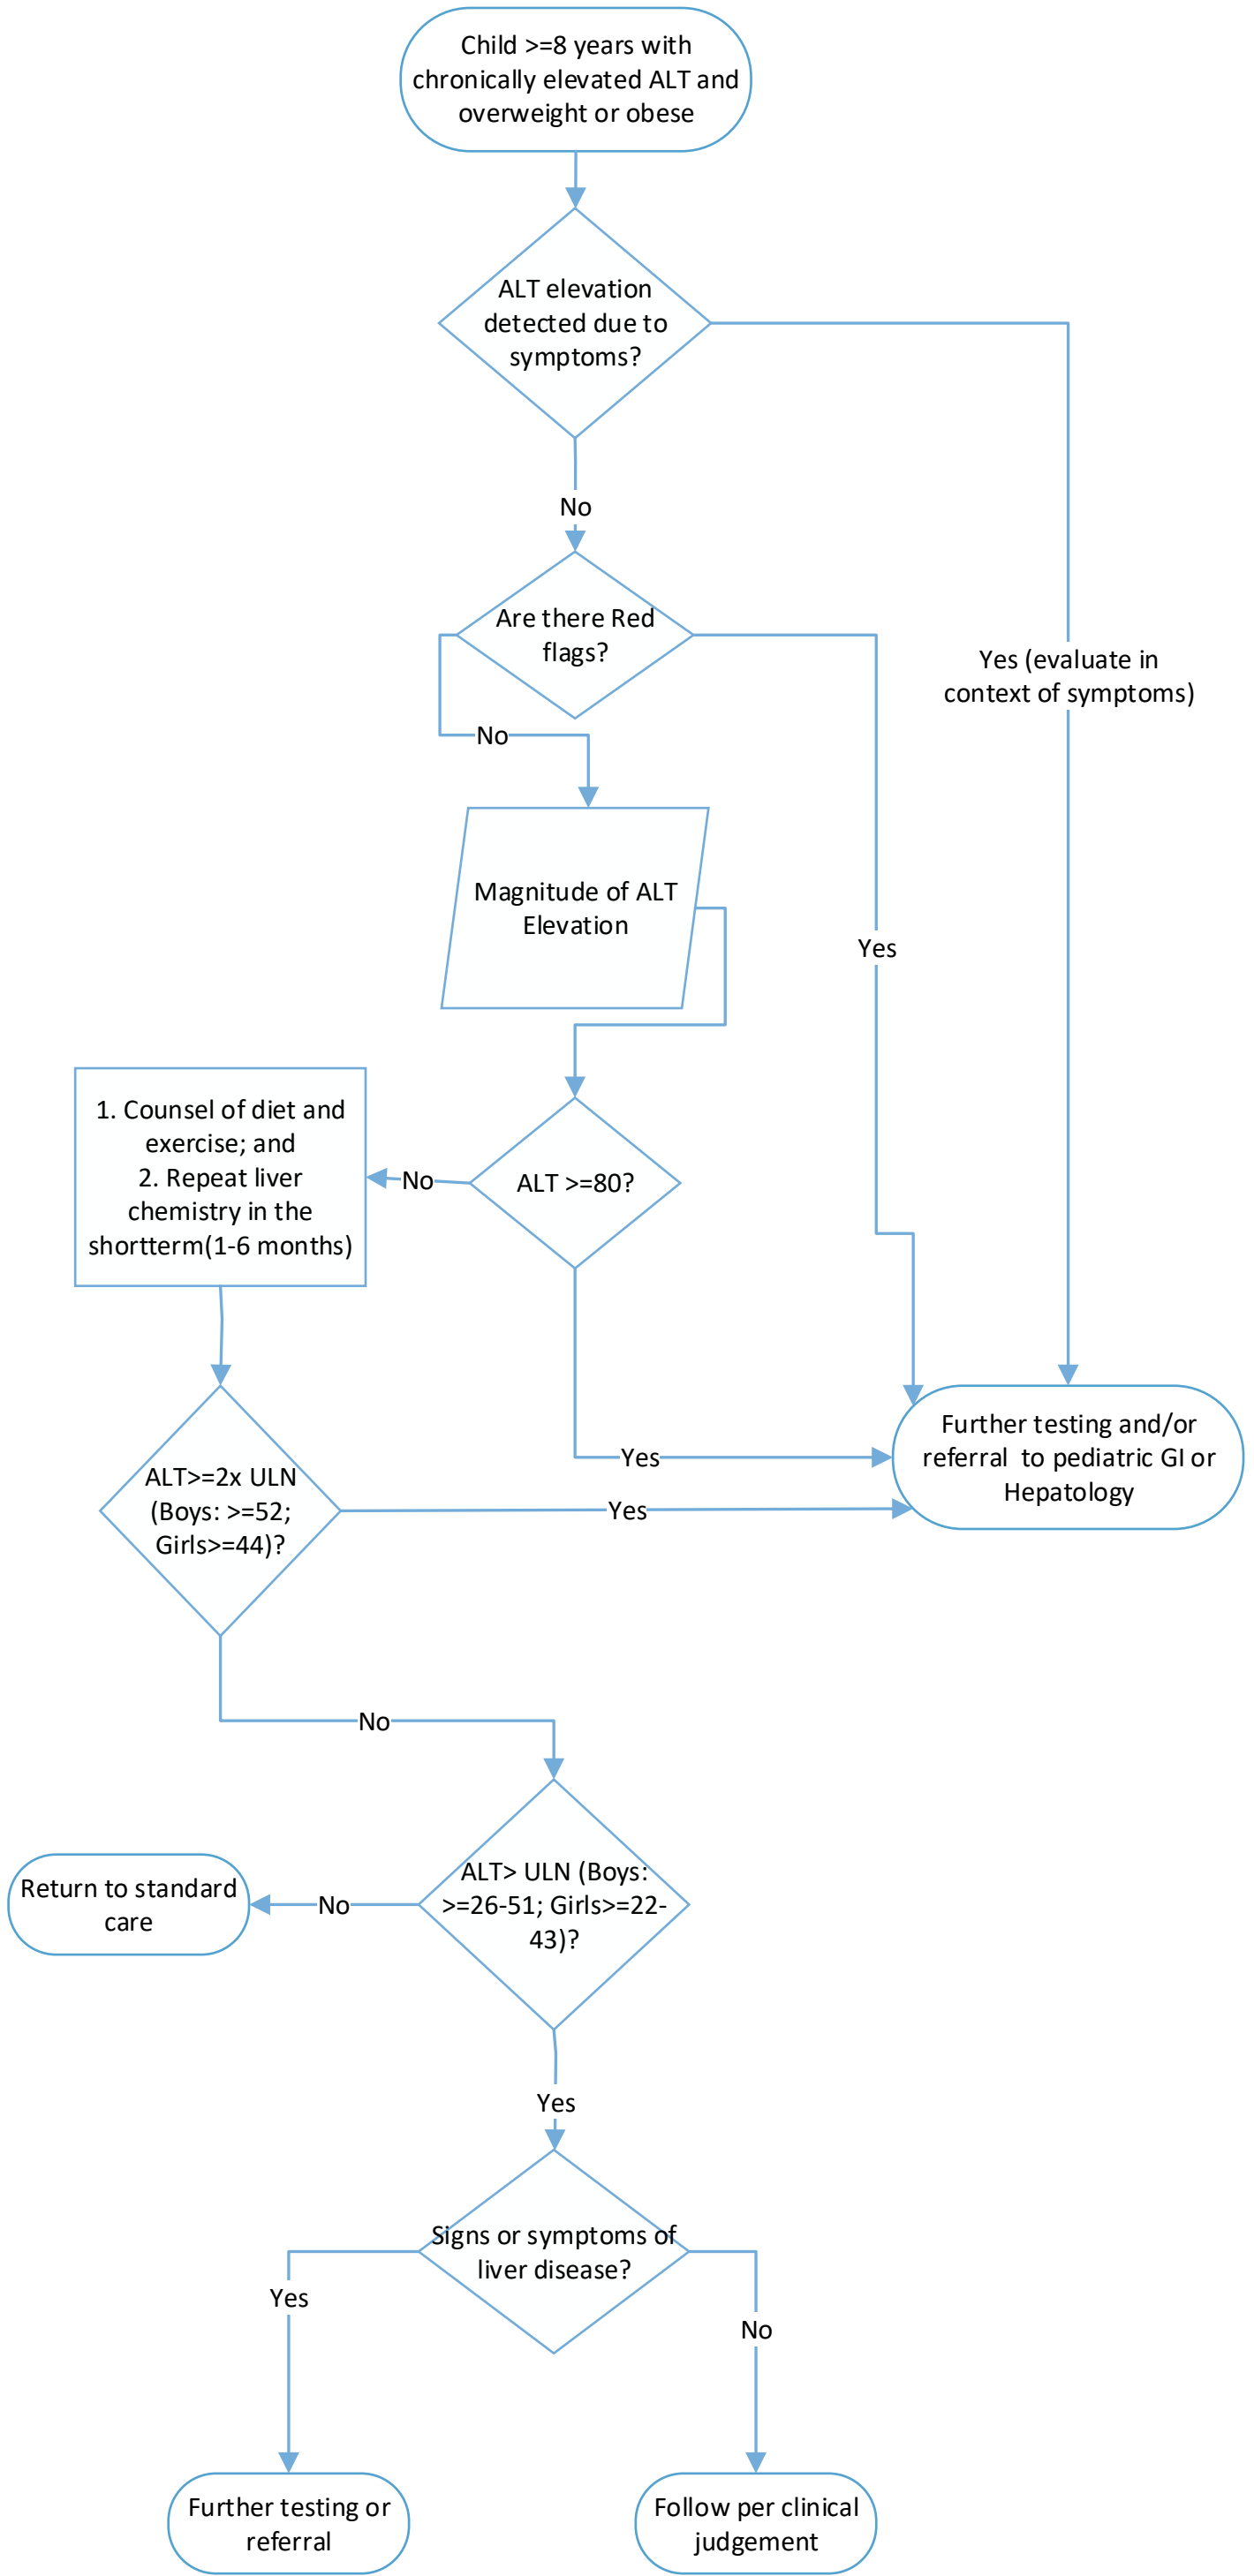 Child >=8 years with
chronically elevated ALT and
overweight or obese
ALT elevation
detected due to
symptoms?
No
Are there Red
flags?
Yes (evaluate in
context of symptoms)
No
Magnitude of ALT
Elevation
Yes
1. Counsel of diet and
exercise; and
2. Repeat liver
chemistry in the
shortterm(1-6 months)
No
ALT >=80?
Yes
Further testing and/or
referral  to pediatric GI or
Hepatology
ALT>=2x ULN
(Boys: >=52;
Girls>=44)?
Yes
No
ALT> ULN (Boys:
>=26-51; Girls>=22-
43)?
No
Return to standard
care
Yes
Signs or symptoms of
liver disease?
Yes
No
Further testing or
referral
Follow per clinical
judgement